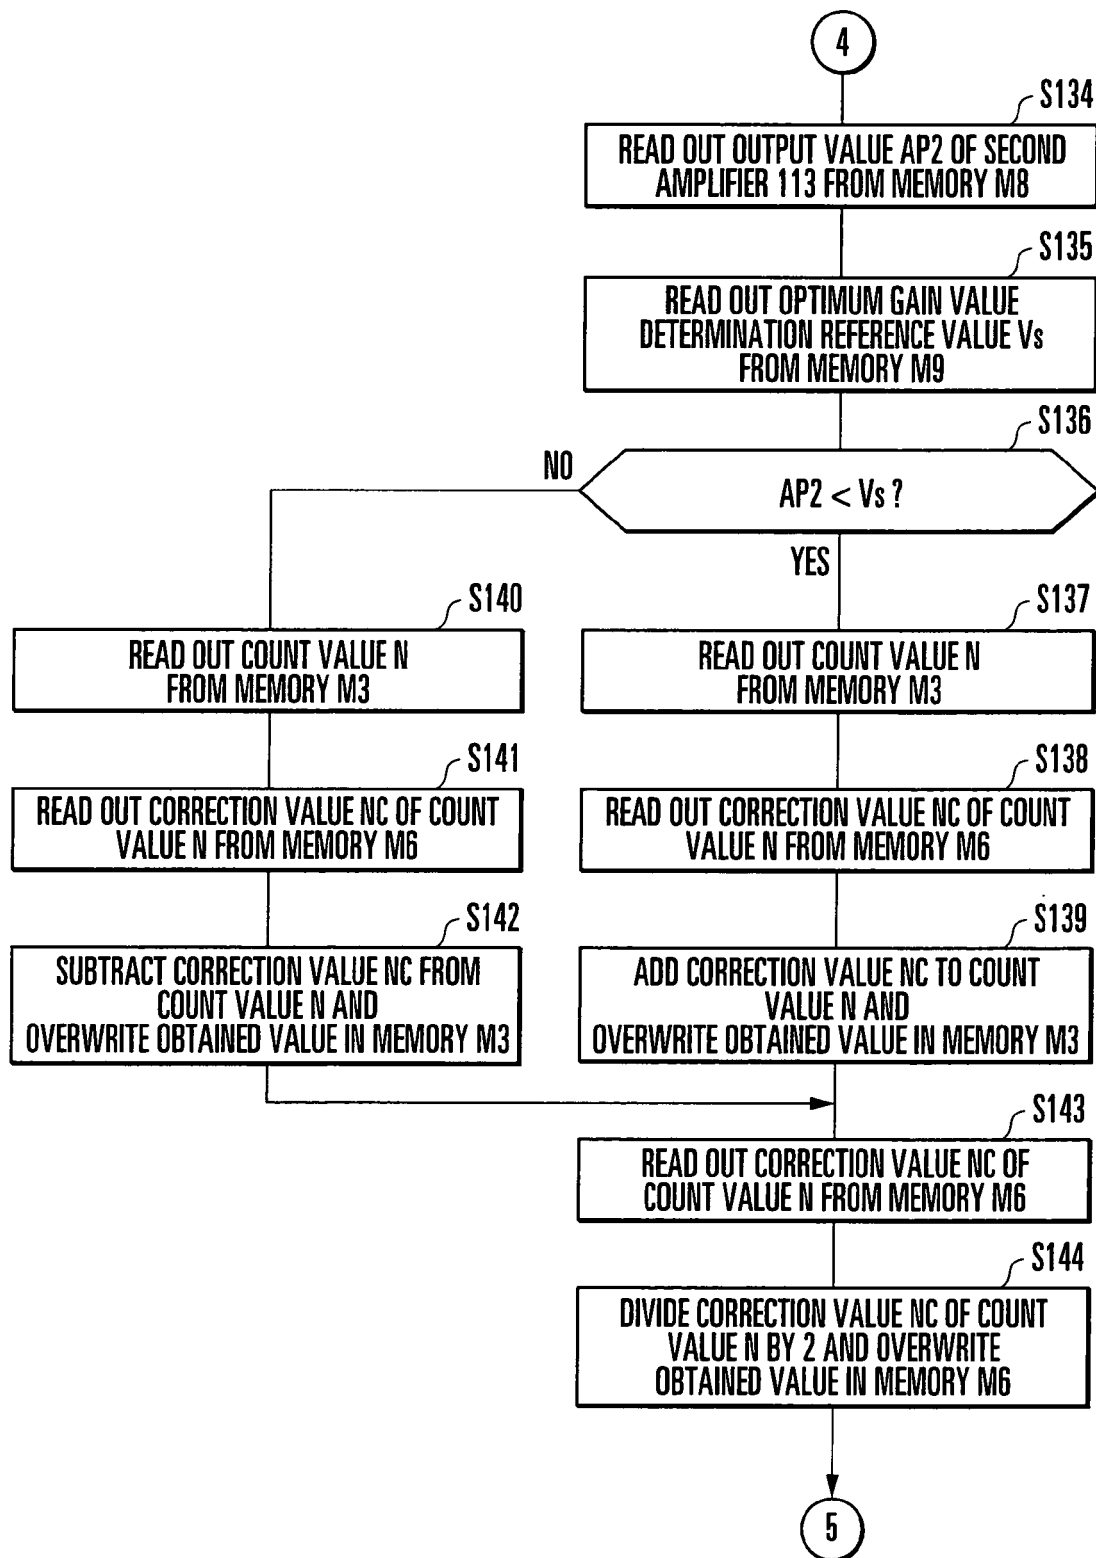 4
S134
READ OUT OUTPUT VALUE AP2 OF SECOND
AMPLIFIER 113 FROM MEMORY M8
S135
READ OUT OPTIMUM GAIN VALUE
DETERMINATION REFERENCE VALUE Vs
FROM MEMORY M9
S136
NO
AP2 < Vs ?
YES
S140
READ OUT COUNT VALUE N
FROM MEMORY M3
S137
READ OUT COUNT VALUE N
FROM MEMORY M3
S141
READ OUT CORRECTION VALUE NC OF COUNT
VALUE N FROM MEMORY M6
S138
READ OUT CORRECTION VALUE NC OF COUNT
VALUE N FROM MEMORY M6
S142
SUBTRACT CORRECTION VALUE NC FROM
COUNT VALUE N AND
OVERWRITE OBTAINED VALUE IN MEMORY M3
S139
ADD CORRECTION VALUE NC TO COUNT
VALUE N AND
OVERWRITE OBTAINED VALUE IN MEMORY M3
S143
READ OUT CORRECTION VALUE NC OF
COUNT VALUE N FROM MEMORY M6
S144
DIVIDE CORRECTION VALUE NC OF COUNT
VALUE N BY 2 AND OVERWRITE
OBTAINED VALUE IN MEMORY M6
5